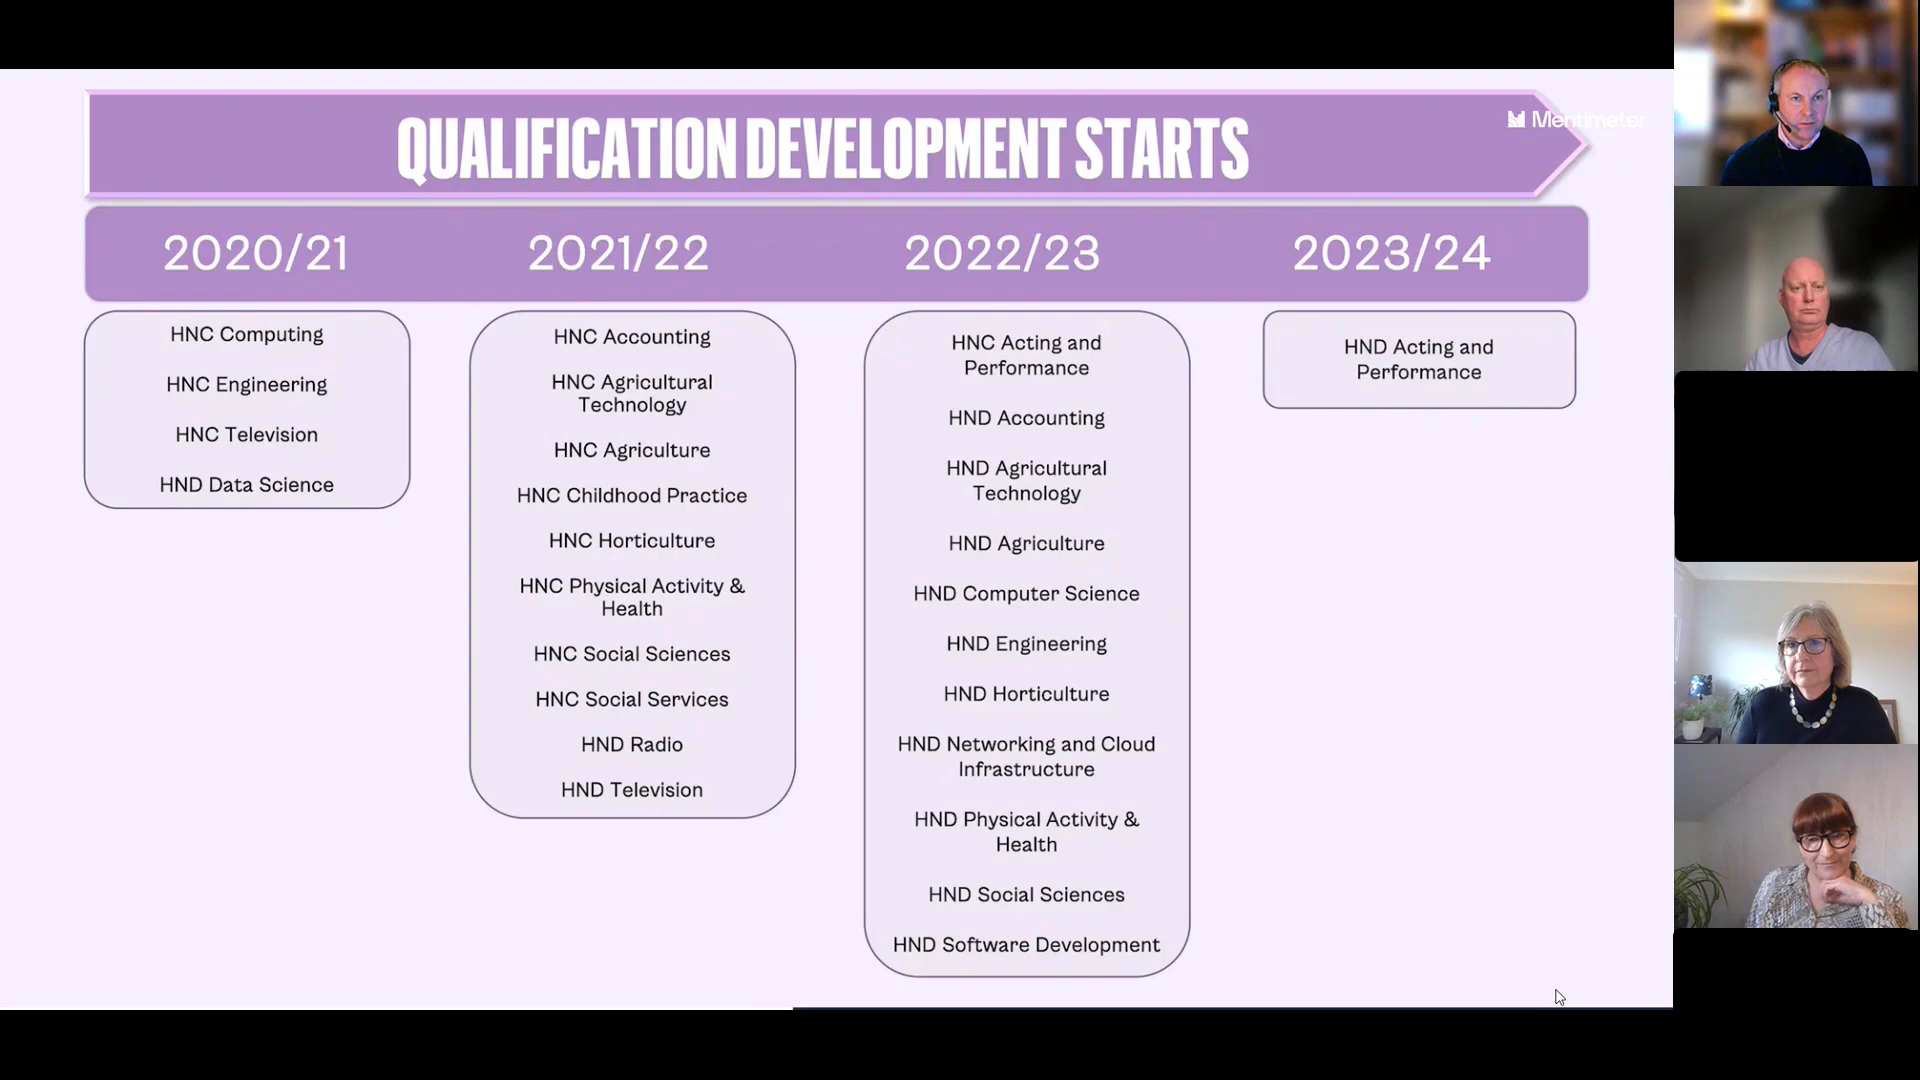 QUALIFICATION DEVELOPMENT STARTS
Mentimeter
2020/21
2021/22
2022/23
2023/24
HNC Computing
HNC Engineering
HNC Television
HND Data Science
HNC Accounting
HNC Agricultural
Technology
HNC Agriculture
HNC Childhood Practice
HNC Horticulture
HNC Physical Activity &
Health
HNC Social Sciences
HNC Social Services
HND Radio
HND Television
HNC Acting and
Performance
HND Accounting
HND Agricultural
Technology
HND Agriculture
HND Computer Science
HND Engineering
HND Horticulture
HND Networking and Cloud
Infrastructure
HND Physical Activity &
Health
HND Social Sciences
HND Software Development
HND Acting and
Performance